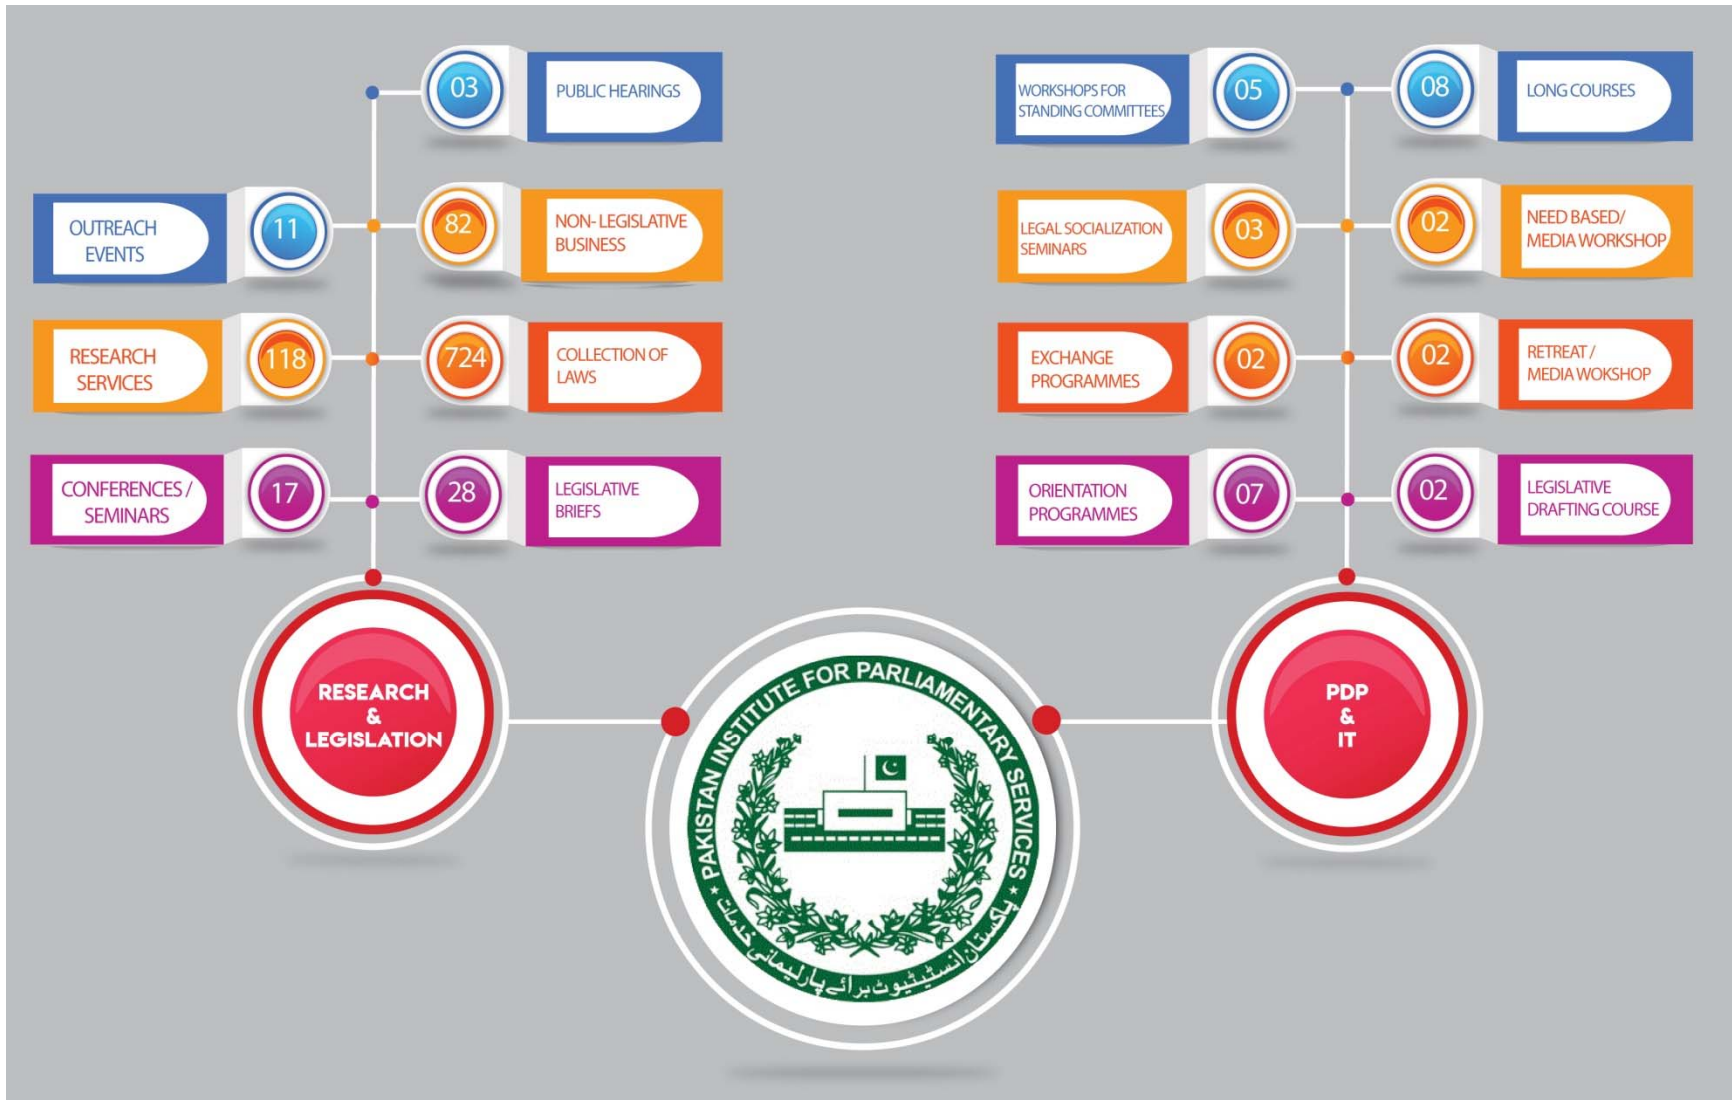 03
PUBLIC HEARINGS
OUTREACH
EVENTS
11
82
NON- LEGISLATIVE
BUSINESS
RESEARCH
SERVICES
118
724
COLLECTION OF
LAWS
CONFERENCES /
SEMINARS
17
28
LEGISLATIVE
BRIEFS
RESEARCH
&
LEGISLATION
WORKSHOPS FOR
STANDING COMMITTEES
05
08
LONG COURSES
LEGAL SOCIALIZATION
SEMINARS
03
02
NEED BASED/
MEDIA WORKSHOP
EXCHANGE
PROGRAMMES
02
02
RETREAT /
MEDIA WOKSHOP
ORIENTATION
PROGRAMMES
07
02
LEGISLATIVE
DRAFTING COURSE
PDP
&
IT
PAKISTAN INSTITUTE FOR PARLIAMENTARY SERVICES
پاکستان انسٹیٹیوٹ برائے پارلیمانی خدمات